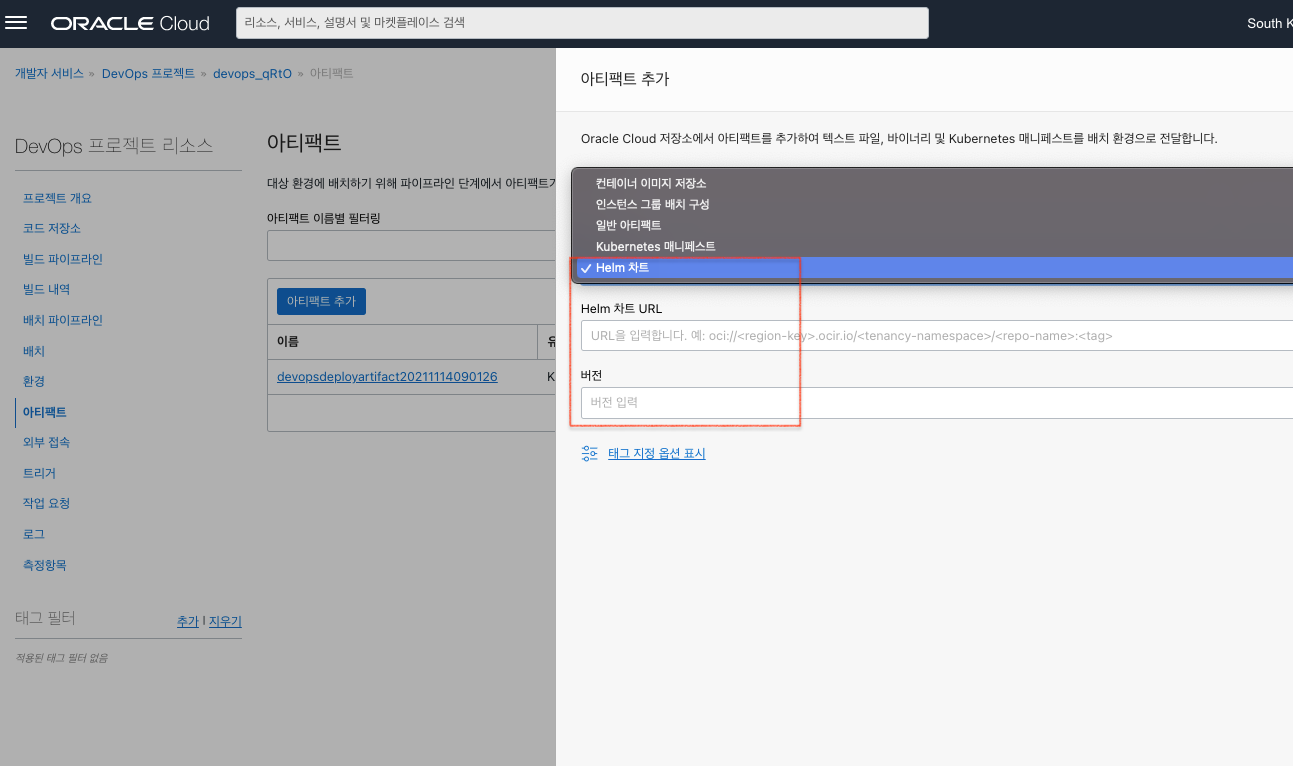 ORACLE Cloud
리소스, 서비스, 설명서 및 마켓플레이스 검색
South K
개발자 서비스 » DevOps 프로젝트 » devops_qRtO » 아티팩트
DevOps 프로젝트 리소스
프로젝트 개요
코드 저장소
빌드 파이프라인
빌드 내역
배치 파이프라인
배치
환경
아티팩트
외부 접속
트리거
작업 요청
로그
측정항목
태그 필터
추가 | 지우기
적용된 태그 필터 없음
아티팩트
대상 환경에 배치하기 위해 파이프라인 단계에서 아티팩트가
아티팩트 이름별 필터링
아티팩트 추가
이름
devopsdeployartifact20211114090126 K
아티팩트 추가
Oracle Cloud 저장소에서 아티팩트를 추가하여 텍스트 파일, 바이너리 및 Kubernetes 매니페스트를 배치 환경으로 전달합니다.
컨테이너 이미지 저장소
인스턴스 그룹 배치 구성
일반 아티팩트
Kubernetes 매니페스트
✓ Helm 차트
Helm 차트 URL
URL을 입력합니다. 예: oci://<region-key>.ocir.io/<tenancy-namespace>/<repo-name>:<tag>
버전
버전 입력
태그 지정 옵션 표시